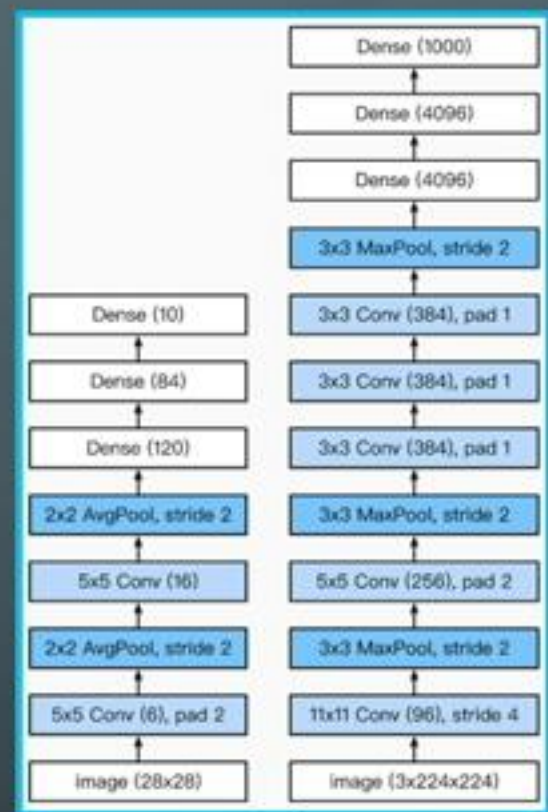 Dense (10)
Dense (84)
Dense (120)
2x2 AvgPool, stride 2
5x5 Conv (16)
2x2 AvgPool, stride 2
5x5 Conv (6), pad 2
image (28x28)
Dense (1000)
Dense (4096)
Dense (4096)
3x3 MaxPool, stride 2
3x3 Conv (384), pad 1
3x3 Conv (384), pad 1
3x3 Conv (384), pad 1
3x3 MaxPool, stride 2
5x5 Conv (256), pad 2
3x3 MaxPool, stride 2
11x11 Conv (96), stride 4
image (3x224x224)